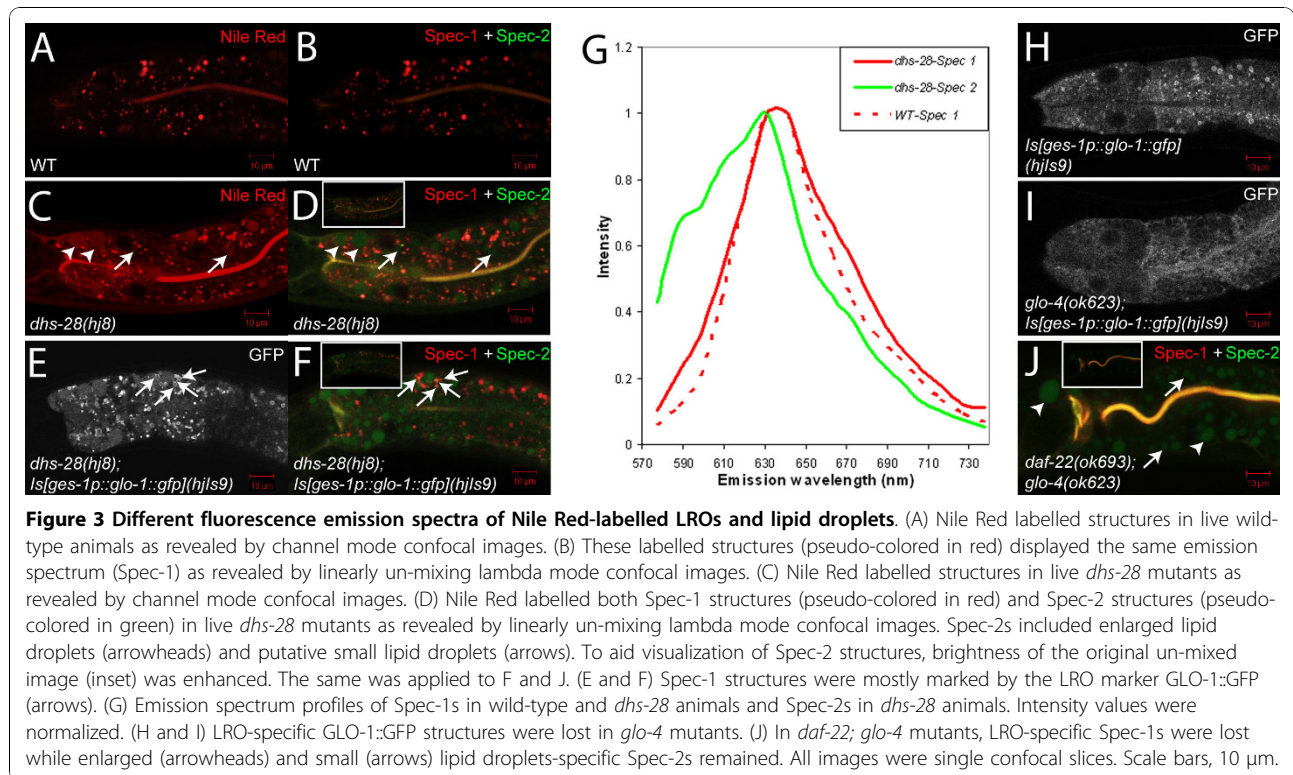 A
Nile Red
WT
10 µm
B
Spec-1 + Spec-2
WT
10 µm
C
Nile Red
dhs-28(hj8)
10 µm
D
Spec-1 + Spec-2
dhs-28(hj8)
10 µm
E
GFP
dhs-28(hj8);
Is[ges-1p::glo-1::gfp](hjIs9)
10 µm
F
Spec-1 + Spec-2
dhs-28(hj8);
Is[ges-1p::glo-1::gfp](hjIs9)
10 µm
G
1.2
1
0.8
0.6
0.4
0.2
0
Intensity
570 590 610 630 650 670 690 710 730
Emission wavelength (nm)
dhs-28-Spec 1
dhs-28-Spec 2
WT-Spec 1
H
GFP
Is[ges-1p::glo-1::gfp]
(hjIs9)
10 µm
I
GFP
glo-4(ok623);
Is[ges-1p::glo-1::gfp](hjIs9)
10 µm
J
Spec-1 + Spec-2
daf-22(ok693);
glo-4(ok623)
10 µm
Figure 3 Different fluorescence emission spectra of Nile Red-labelled LROs and lipid droplets. (A) Nile Red labelled structures in live wild-
type animals as revealed by channel mode confocal images. (B) These labelled structures (pseudo-colored in red) displayed the same emission
spectrum (Spec-1) as revealed by linearly un-mixing lambda mode confocal images. (C) Nile Red labelled structures in live dhs-28 mutants as
revealed by channel mode confocal images. (D) Nile Red labelled both Spec-1 structures (pseudo-colored in red) and Spec-2 structures (pseudo-
colored in green) in live dhs-28 mutants as revealed by linearly un-mixing lambda mode confocal images. Spec-2s included enlarged lipid
droplets (arrowheads) and putative small lipid droplets (arrows). To aid visualization of Spec-2 structures, brightness of the original un-mixed
image (inset) was enhanced. The same was applied to F and J. (E and F) Spec-1 structures were mostly marked by the LRO marker GLO-1::GFP
(arrows). (G) Emission spectrum profiles of Spec-1s in wild-type and dhs-28 animals and Spec-2s in dhs-28 animals. Intensity values were
normalized. (H and I) LRO-specific GLO-1::GFP structures were lost in glo-4 mutants. (J) In daf-22; glo-4 mutants, LRO-specific Spec-1s were lost
while enlarged (arrowheads) and small (arrows) lipid droplets-specific Spec-2s remained. All images were single confocal slices. Scale bars, 10 µm.